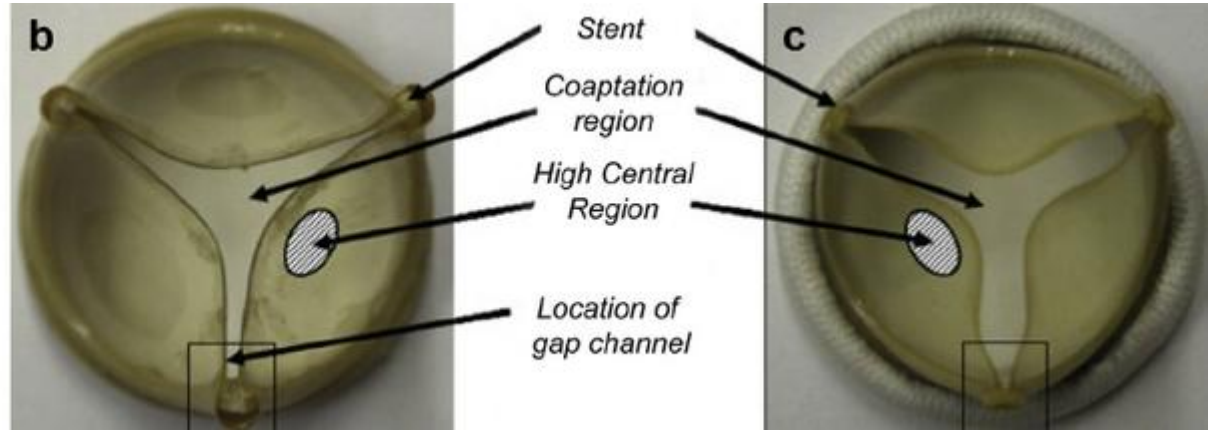 b
c
Stent
Coaptation
region
High Central
Region
Location of
gap channel